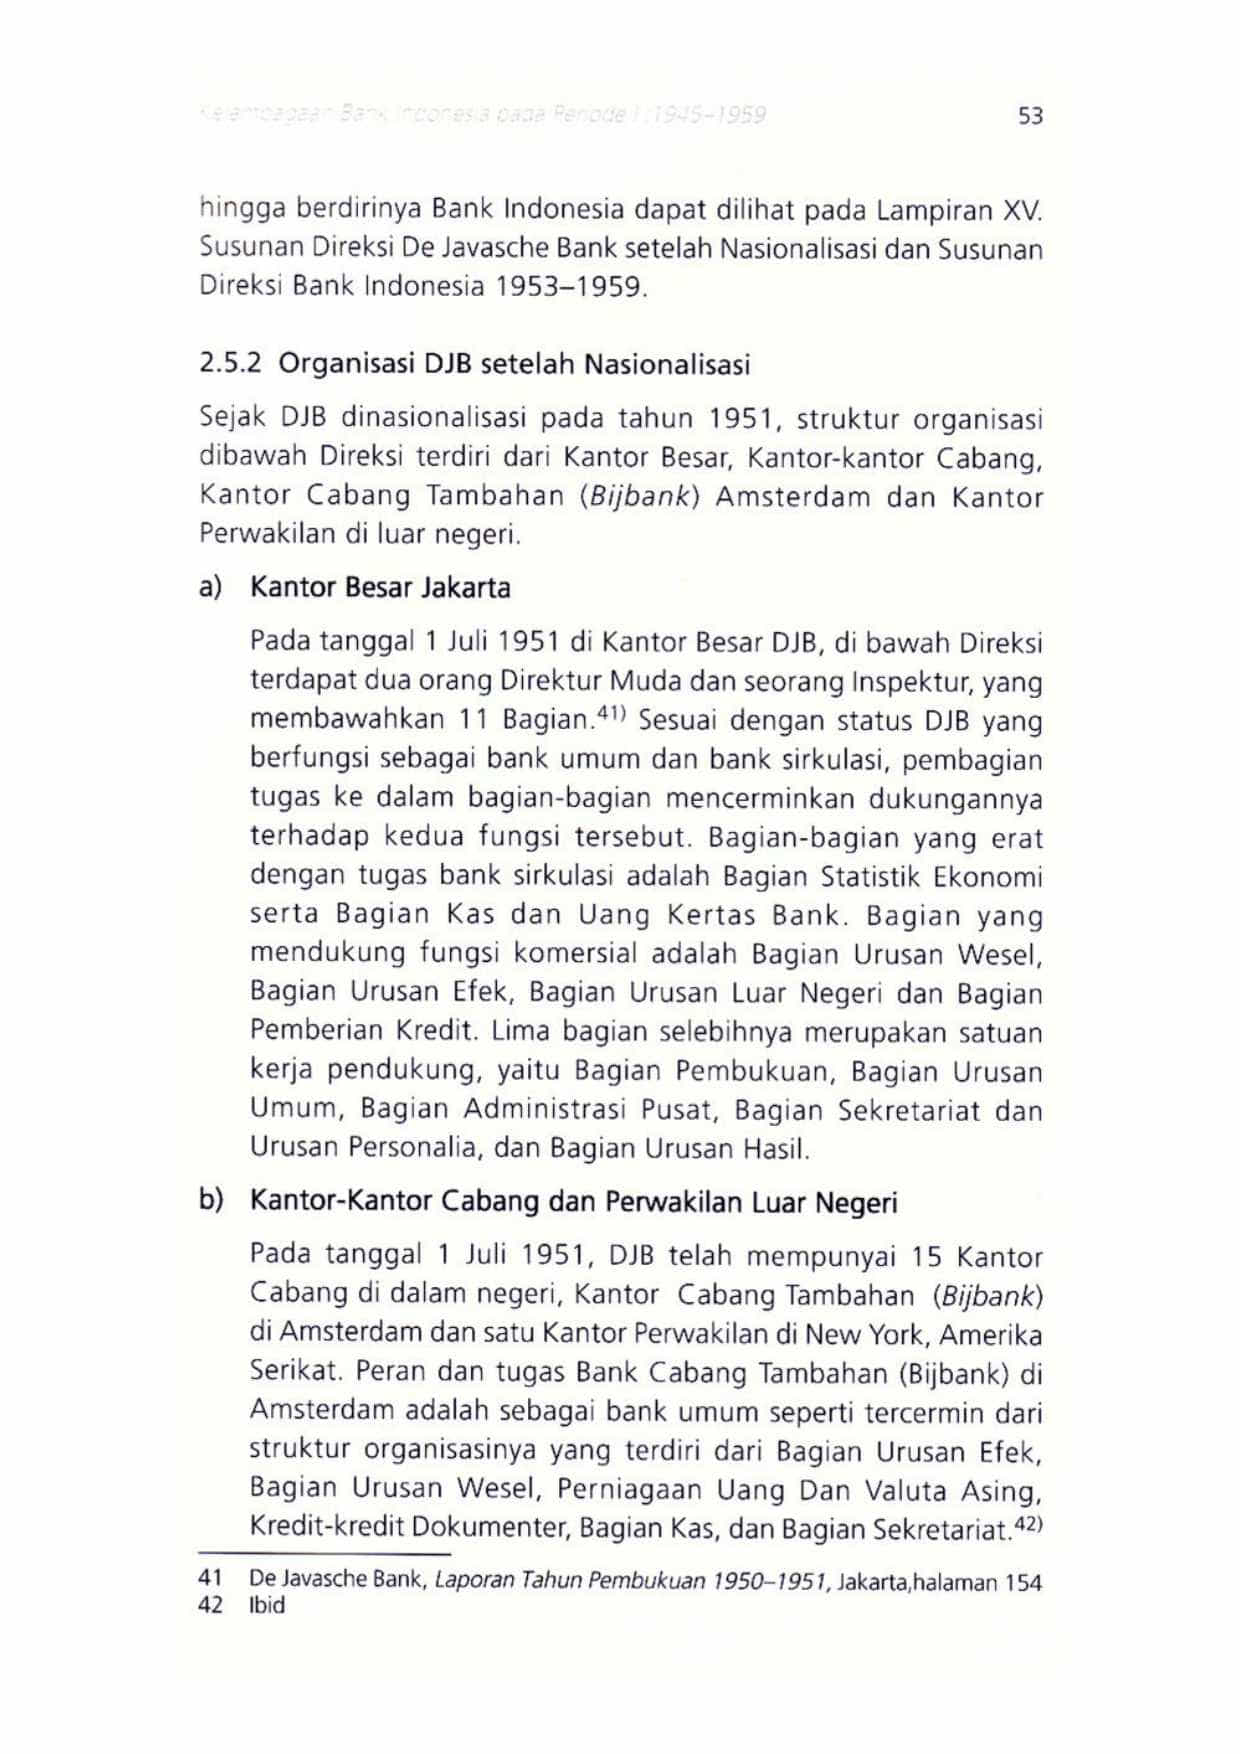 Kelembagaan Bank Indonesia pada Periode I :1945–1959 53
hingga berdirinya Bank Indonesia dapat dilihat pada Lampiran XV.
Susunan Direksi De Javasche Bank setelah Nasionalisasi dan Susunan
Direksi Bank Indonesia 1953–1959.
2.5.2 Organisasi DJB setelah Nasionalisasi
Sejak DJB dinasionalisasi pada tahun 1951, struktur organisasi
dibawah Direksi terdiri dari Kantor Besar, Kantor-kantor Cabang,
Kantor Cabang Tambahan (Bijbank) Amsterdam dan Kantor
Perwakilan di luar negeri.
a) Kantor Besar Jakarta
Pada tanggal 1 Juli 1951 di Kantor Besar DJB, di bawah Direksi
terdapat dua orang Direktur Muda dan seorang Inspektur, yang
membawahkan 11 Bagian.41) Sesuai dengan status DJB yang
berfungsi sebagai bank umum dan bank sirkulasi, pembagian
tugas ke dalam bagian-bagian mencerminkan dukungannya
terhadap kedua fungsi tersebut. Bagian-bagian yang erat
dengan tugas bank sirkulasi adalah Bagian Statistik Ekonomi
serta Bagian Kas dan Uang Kertas Bank. Bagian yang
mendukung fungsi komersial adalah Bagian Urusan Wesel,
Bagian Urusan Efek, Bagian Urusan Luar Negeri dan Bagian
Pemberian Kredit. Lima bagian selebihnya merupakan satuan
kerja pendukung, yaitu Bagian Pembukuan, Bagian Urusan
Umum, Bagian Administrasi Pusat, Bagian Sekretariat dan
Urusan Personalia, dan Bagian Urusan Hasil.
b) Kantor-Kantor Cabang dan Perwakilan Luar Negeri
Pada tanggal 1 Juli 1951, DJB telah mempunyai 15 Kantor
Cabang di dalam negeri, Kantor Cabang Tambahan (Bijbank)
di Amsterdam dan satu Kantor Perwakilan di New York, Amerika
Serikat. Peran dan tugas Bank Cabang Tambahan (Bijbank) di
Amsterdam adalah sebagai bank umum seperti tercermin dari
struktur organisasinya yang terdiri dari Bagian Urusan Efek,
Bagian Urusan Wesel, Perniagaan Uang Dan Valuta Asing,
Kredit-kredit Dokumenter, Bagian Kas, dan Bagian Sekretariat.42)
41 De Javasche Bank, Laporan Tahun Pembukuan 1950–1951, Jakarta,halaman 154
42 Ibid